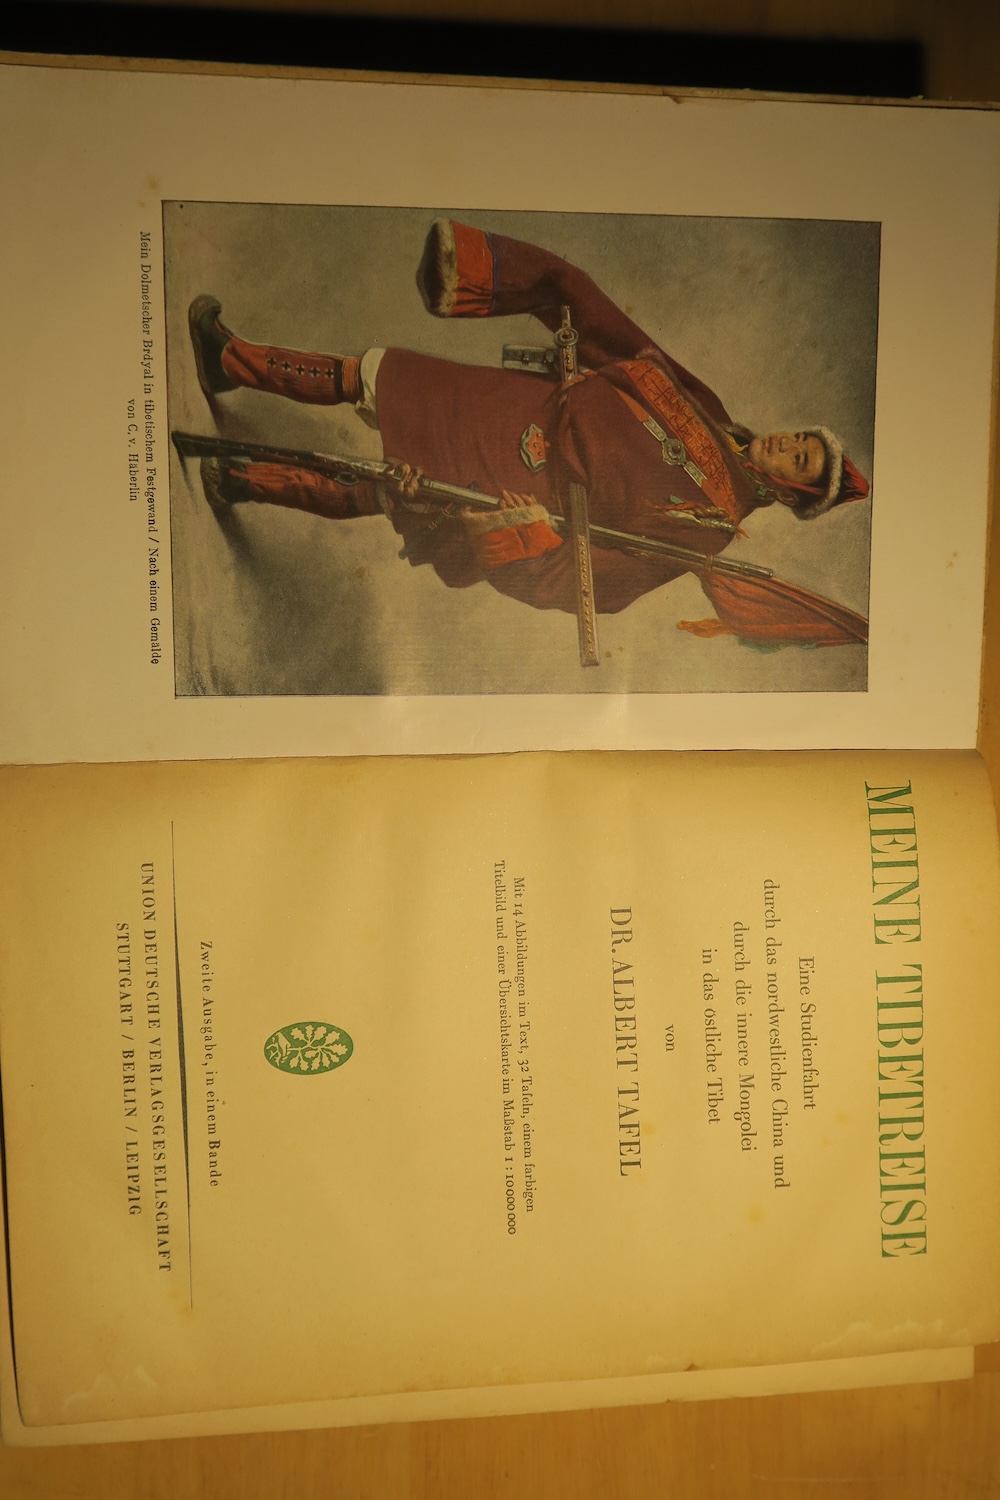 Mein Dolmetscher Brdyal in tibetischem Festgewand / Nach einem Gemälde
von C. v. Häberlin
MEINE TIBETREISE
Eine Studienfahrt
durch das nordwestliche China und
durch die innere Mongolei
in das östliche Tibet
von
DR. ALBERT TAFEL
Mit 14 Abbildungen im Text, 32 Tafeln, einem farbigen
Titelbild und einer Übersichtskarte im Maßstab 1 : 10 000 000
Zweite Ausgabe, in einem Bande
UNION DEUTSCHE VERLAGSGESELLSCHAFT
STUTTGART / BERLIN / LEIPZIG